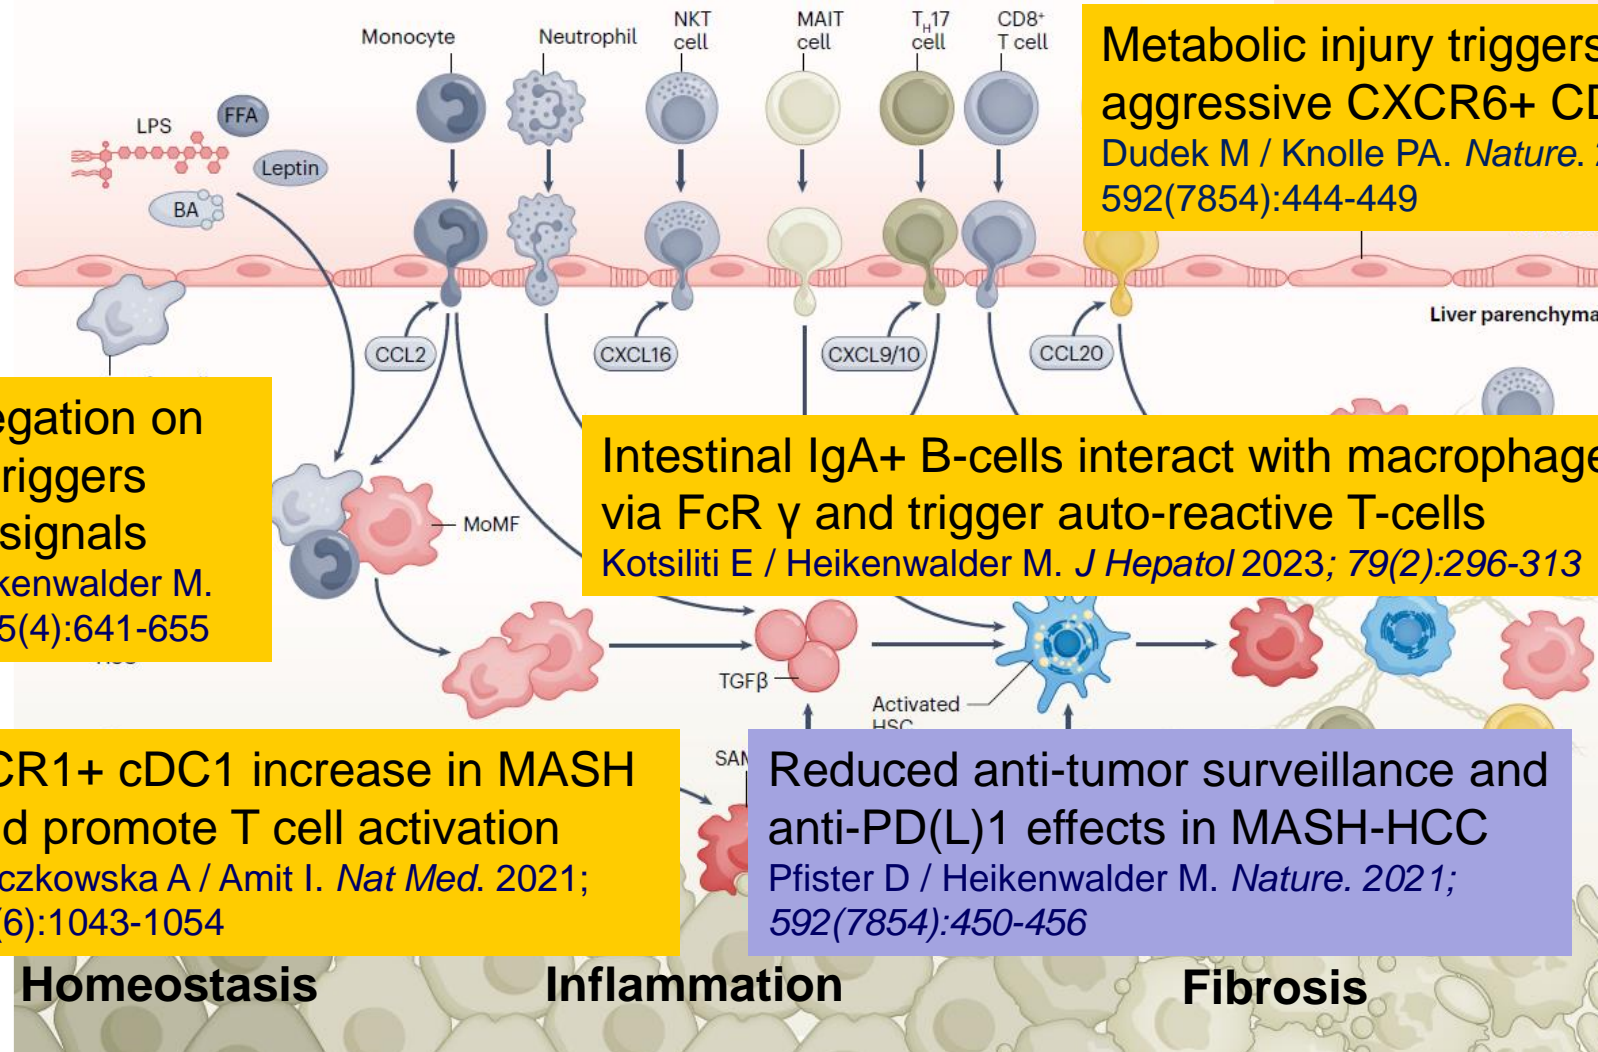 Monocyte
Neutrophil
NKT
cell
MAIT
cell
TH17
cell
CD8+
T cell
Metabolic injury triggers
aggressive CXCR6+
Dudek M / Knolle PA. Nature.
592(7854):444-449
LPS
FFA
Leptin
BA
Liver parenchyma
CCL2
CXCL16
CXCL9/10
CCL20
on
triggers
signals
M.
5(4):641-655
MoMF
Intestinal IgA+ B-cells interact with macrophage
via FcR γ and trigger auto-reactive T-cells
Kotsiliti E / Heikenwalder M. J Hepatol 2023; 79(2):296-313
TGFβ
Activated
HSC
CR1+ cDC1 increase in MASH
promote T cell activation
A / Amit I. Nat Med. 2021;
(6):1043-1054
Reduced anti-tumor surveillance and
anti-PD(L)1 effects in MASH-HCC
Pfister D / Heikenwalder M. Nature. 2021;
592(7854):450-456
Homeostasis
Inflammation
Fibrosis